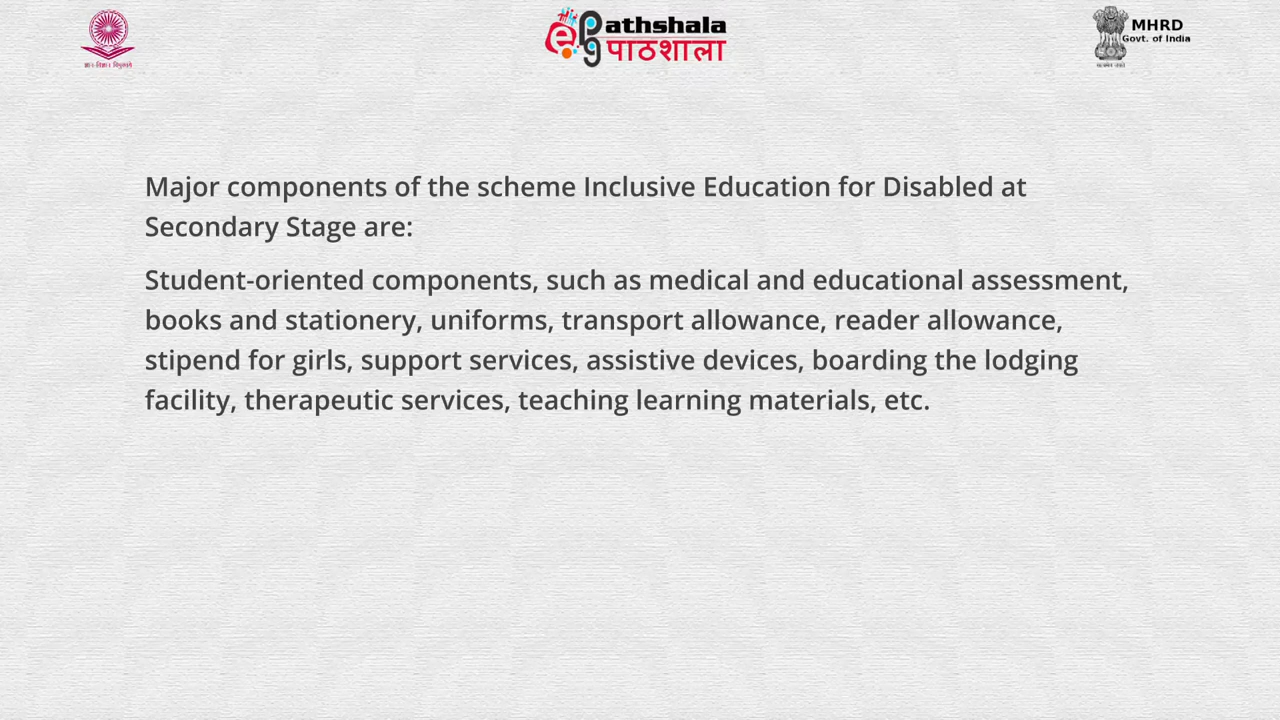 ePathshala
पाठशाला
MHRD
Govt. of India
Major components of the scheme Inclusive Education for Disabled at
Secondary Stage are:
Student-oriented components, such as medical and educational assessment,
books and stationery, uniforms, transport allowance, reader allowance,
stipend for girls, support services, assistive devices, boarding the lodging
facility, therapeutic services, teaching learning materials, etc.